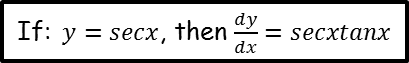 If: y = secx, then dy/dx = secxtanx